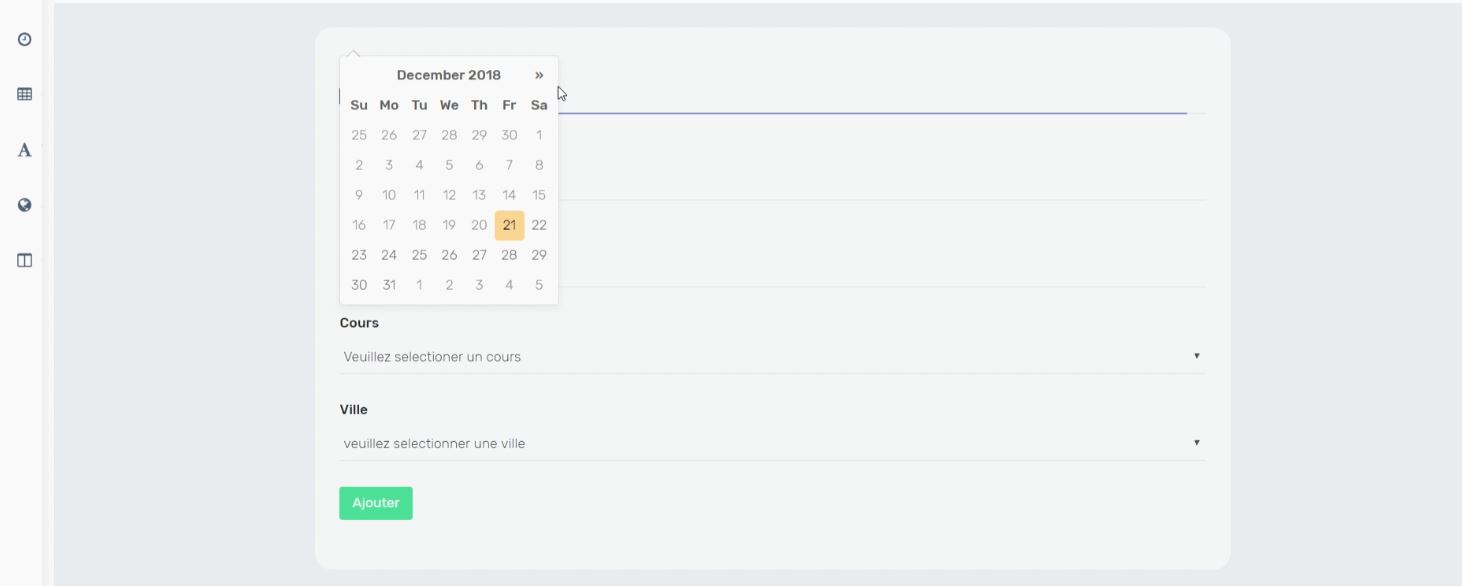 December 2018 »
Su Mo Tu We Th Fr Sa
25 26 27 28 29 30 1
2 3 4 5 6 7 8
9 10 11 12 13 14 15
16 17 18 19 20 21 22
23 24 25 26 27 28 29
30 31 1 2 3 4 5
Cours
Veuillez selectioner un cours
Ville
veuillez selectionner une ville
Ajouter